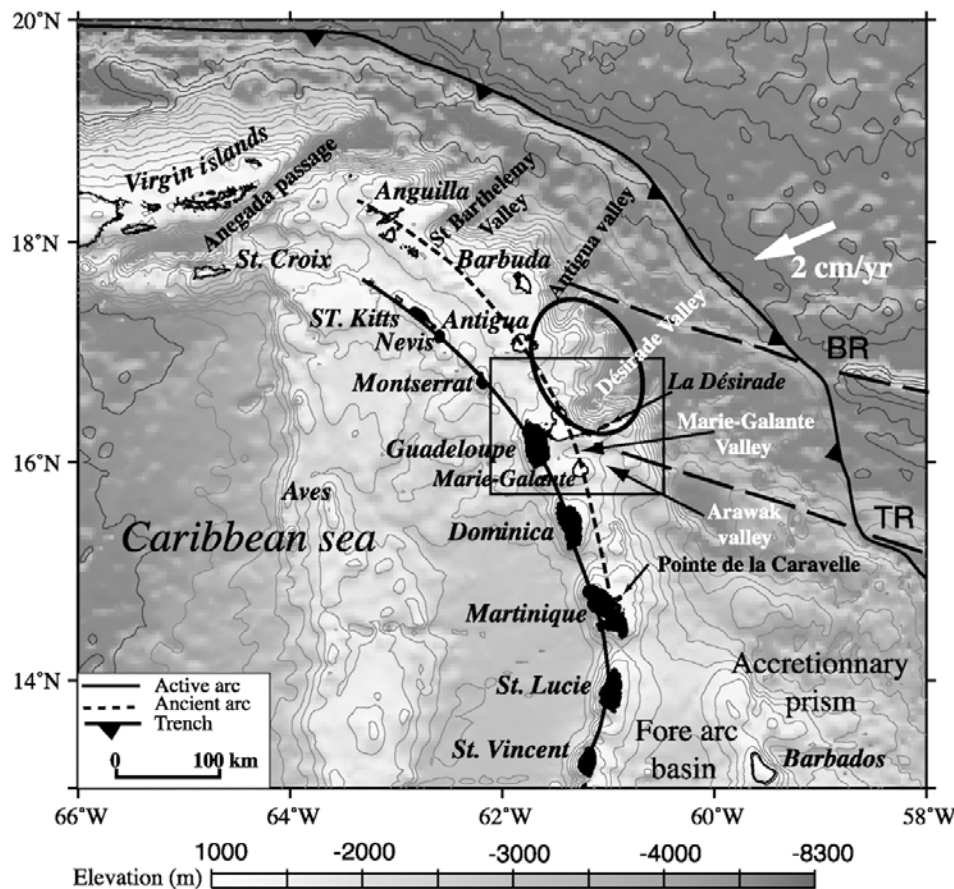 20°N
18°N
16°N
14°N
66°W
64°W
62°W
60°W
58°W
Virgin islands
Anegada passage
Anguilla
St Barthelemy
Valley
Antigua valley
St. Croix
Barbuda
2 cm/yr
ST. Kitts
Nevis
Antigua
Désirade Valley
BR
Montserrat
La Désirade
Marie-Galante
Valley
Guadeloupe
Marie-Galante
Aves
Arawak
valley
TR
Caribbean sea
Dominica
Pointe de la Caravelle
Martinique
Accretionnary
prism
St. Lucie
Active arc
Ancient arc
Trench
0 100 km
St. Vincent
Fore arc
basin
Barbados
1000 -2000 -3000 -4000 -8300
Elevation (m)